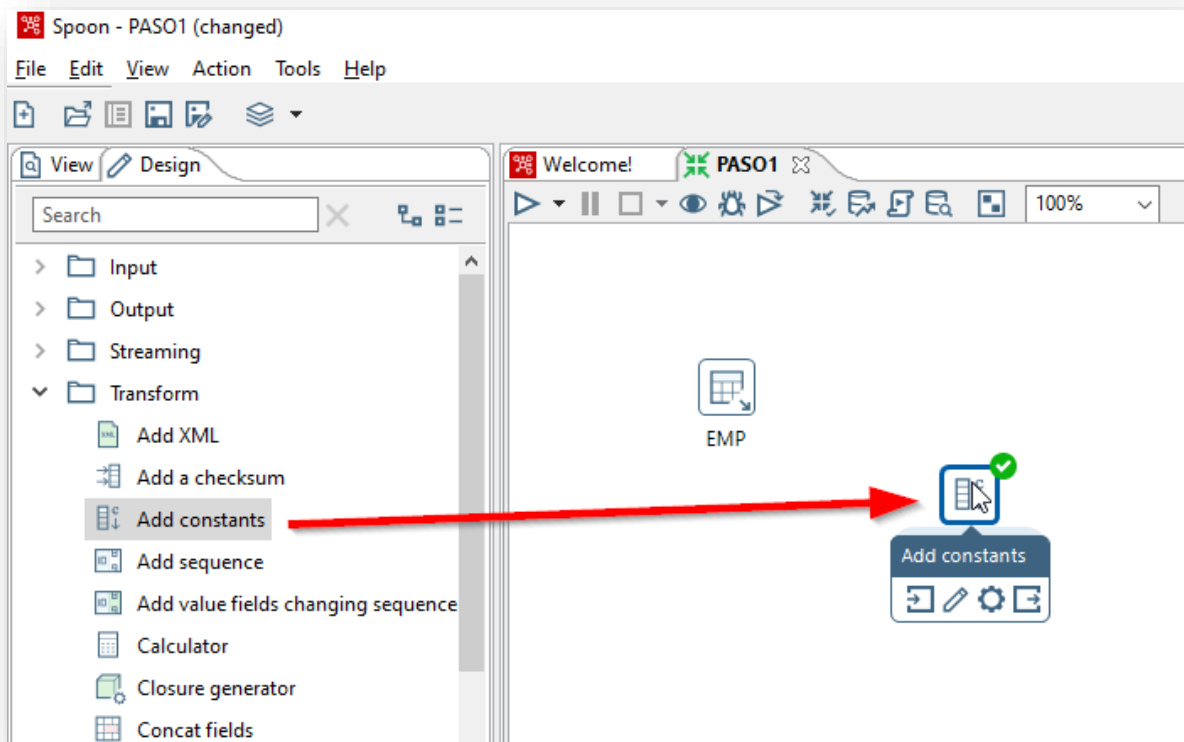 Spoon - PASO1 (changed)
File Edit View Action Tools Help
View Design
Search
Input
Output
Streaming
Transform
Add XML
Add a checksum
Add constants
Add sequence
Add value fields changing sequence
Calculator
Closure generator
Concat fields
Welcome! PASO1
100%
EMP
Add constants